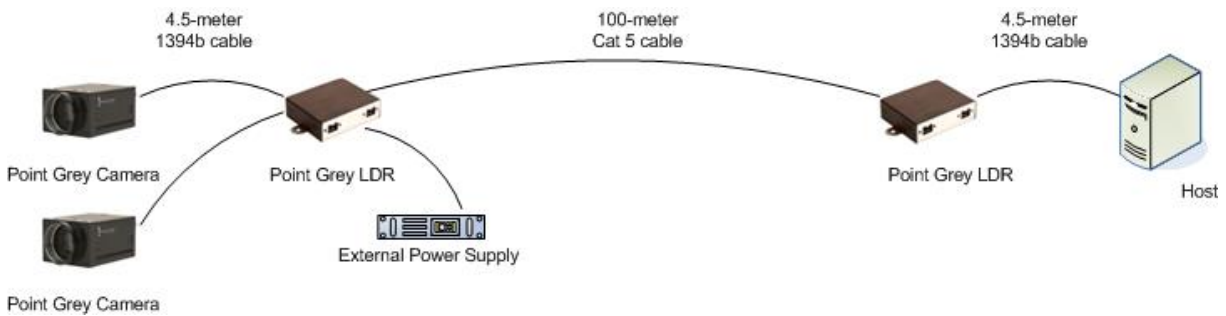 4.5-meter
1394b cable
100-meter
Cat 5 cable
4.5-meter
1394b cable
Point Grey Camera
Point Grey LDR
Point Grey LDR
Host
External Power Supply
Point Grey Camera